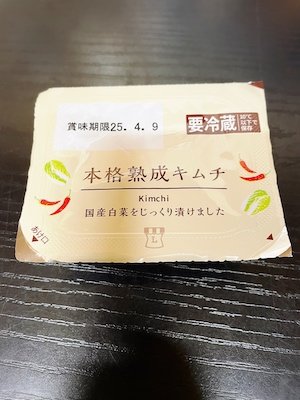 賞味期限25.4.9
要冷蔵
10℃
以下で
保存
本格熟成キムチ
Kimchi
国産白菜をじっくり漬けました
あけ口
L